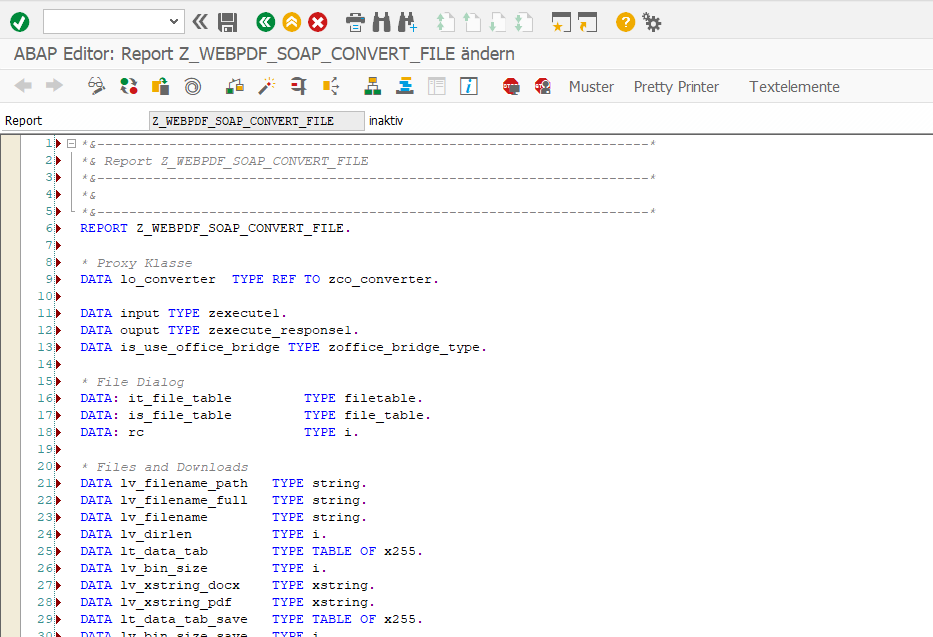 ABAP Editor: Report Z_WEBPDF_SOAP_CONVERT_FILE ändern
Muster Pretty Printer Textelemente
Report Z_WEBPDF_SOAP_CONVERT_FILE inaktiv
1 *&---------------------------------------------------------------------*
2 *& Report Z_WEBPDF_SOAP_CONVERT_FILE
3 *&---------------------------------------------------------------------*
4 *&
5 *&---------------------------------------------------------------------*
6 REPORT Z_WEBPDF_SOAP_CONVERT_FILE.
7
8 * Proxy Klasse
9 DATA lo_converter TYPE REF TO zco_converter.
10
11 DATA input TYPE zexecute1.
12 DATA ouput TYPE zexecute_response1.
13 DATA is_use_office_bridge TYPE zoffice_bridge_type.
14
15 * File Dialog
16 DATA: it_file_table TYPE filetable.
17 DATA: is_file_table TYPE file_table.
18 DATA: rc TYPE i.
19
20 * Files and Downloads
21 DATA lv_filename_path TYPE string.
22 DATA lv_filename_full TYPE string.
23 DATA lv_filename TYPE string.
24 DATA lv_dirlen TYPE i.
25 DATA lt_data_tab TYPE TABLE OF x255.
26 DATA lv_bin_size TYPE i.
27 DATA lv_xstring_docx TYPE xstring.
28 DATA lv_xstring_pdf TYPE xstring.
29 DATA lt_data_tab_save TYPE TABLE OF x255.
30 DATA lv_bin_size_save TYPE i